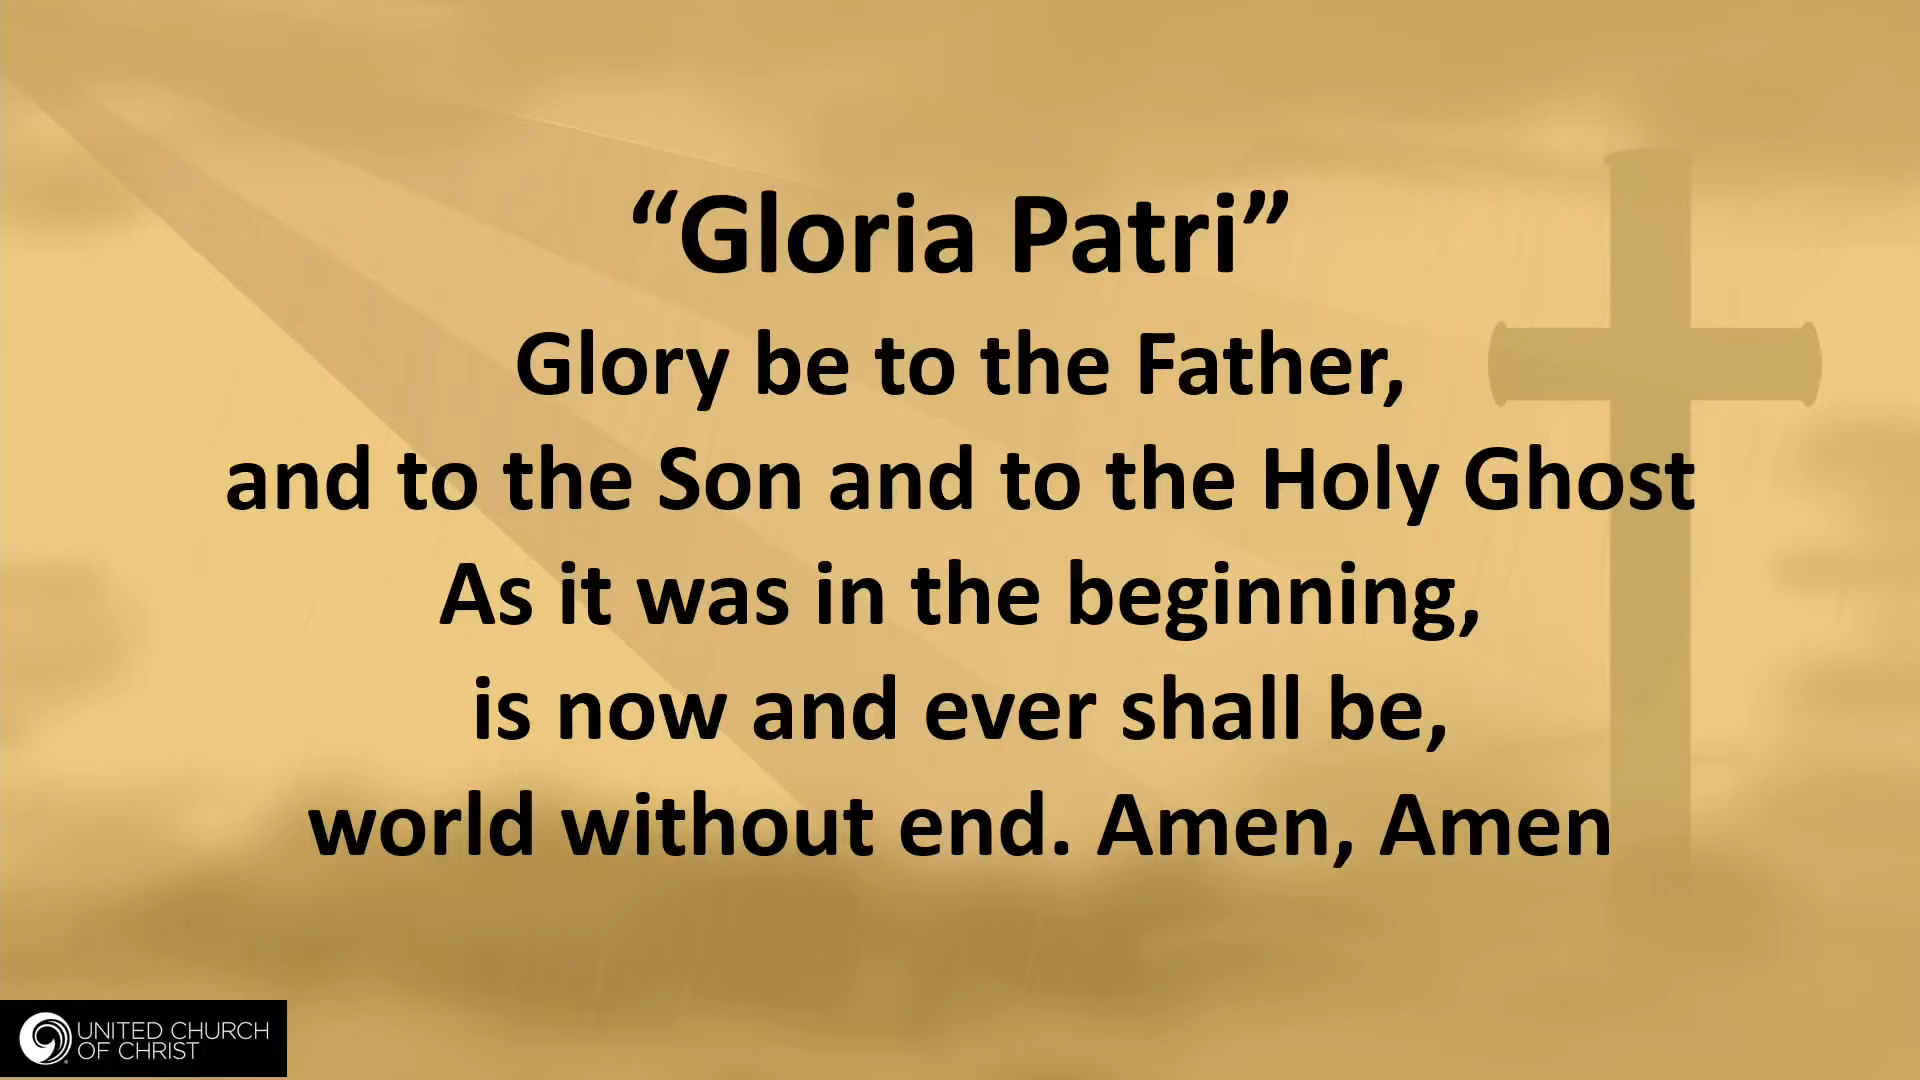 “Gloria Patri”
Glory be to the Father,
and to the Son and to the Holy Ghost
As it was in the beginning,
is now and ever shall be,
world without end. Amen, Amen
UNITED CHURCH
OF CHRIST